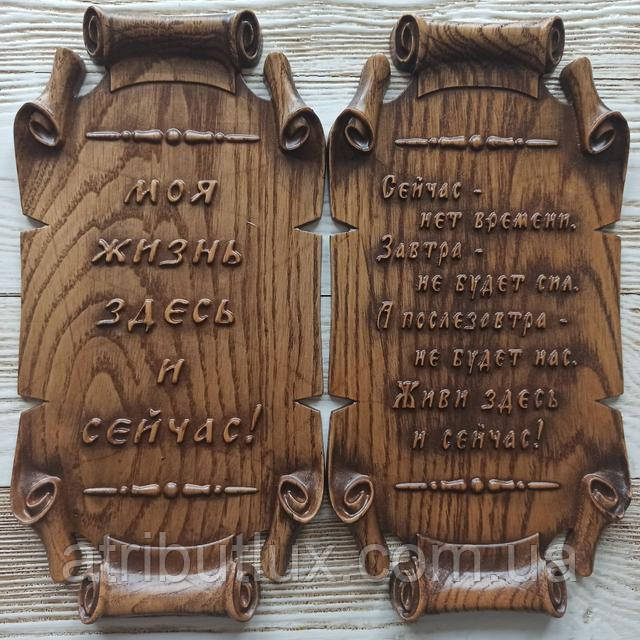 моя
жизнь
здесь
и
сейчас!
Сейчас -
нет времени.
Завтра -
не будет сил.
А послезавтра -
не будет нас.
Живи здесь
и сейчас!
atributlux.com.ua